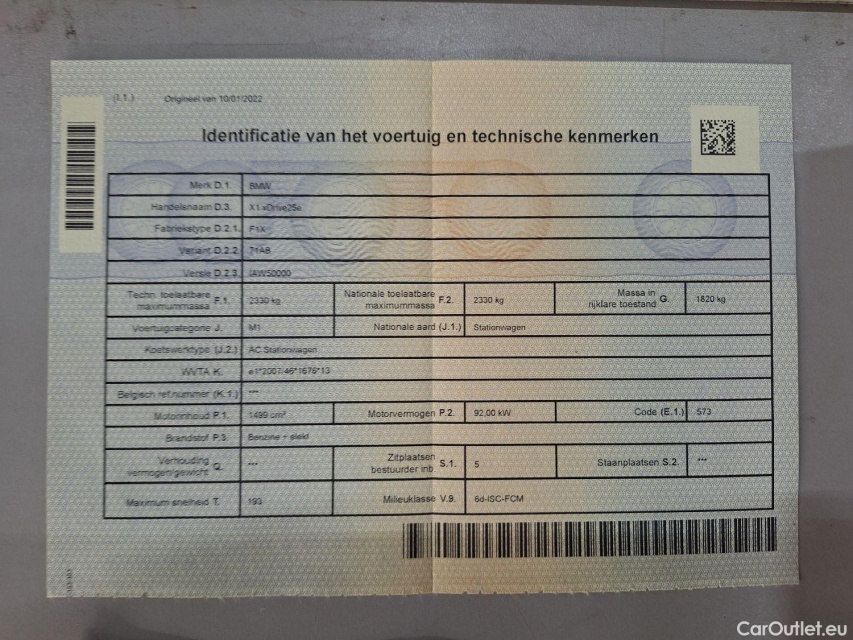 (I.1.) Origineel van 10/01/2022
Identificatie van het voertuig en technische kenmerken
Merk D.1. BMW
Handelsnaam D.3. X1 xDrive25e
Fabriekstype D.2.1. F1X
Variant D.2.2. 71AB
Versie D.2.3. IAW50000
Techn. toelaatbare maximummassa F.1. 2330 kg Nationale toelaatbare maximummassa F.2. 2330 kg Massa in rijklare toestand G. 1820 kg
Voertuigcategorie J. M1 Nationale aard (J.1.) Stationwagen
Koetswerktype (J.2.) AC Stationwagen
WVTA K. e1*2007/46*1676*13
Belgisch ref.nummer (K.1.) ***
Motorinhoud P.1. 1499 cm³ Motorvermogen P.2. 92,00 kW Code (E.1.) 573
Brandstof P.3. Benzine + elekt
Verhouding vermogen/gewicht Q. *** Zitplaatsen bestuurder inb S.1. 5 Staanplaatsen S.2. ***
Maximum snelheid T. 193 Milieuklasse V.9. 6d-ISC-FCM
CarOutlet.eu